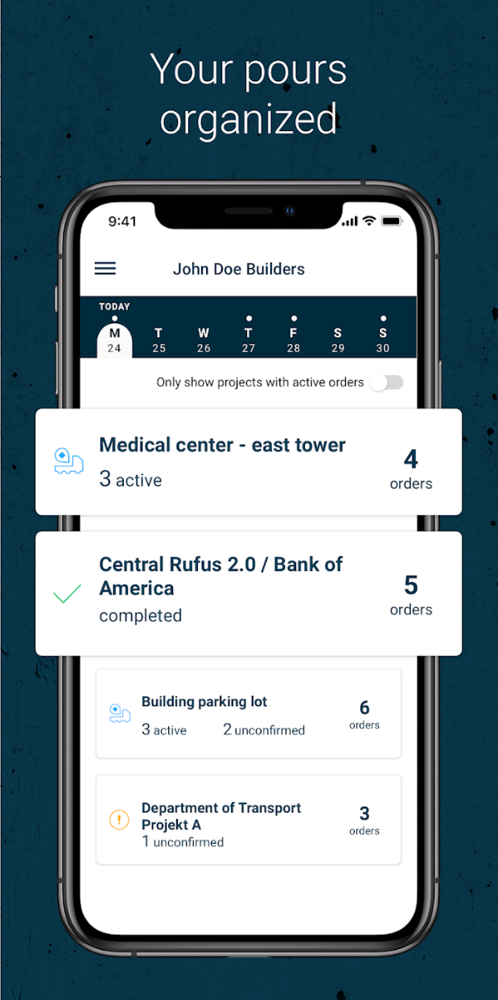 Your pours
organized
9:41
John Doe Builders
TODAY
M T W T F S S
24 25 26 27 28 29 30
Only show projects with active orders
Medical center - east tower
3 active
4
orders
Central Rufus 2.0 / Bank of
America
completed
5
orders
Building parking lot
3 active 2 unconfirmed
6
orders
Department of Transport
Projekt A
1 unconfirmed
3
orders